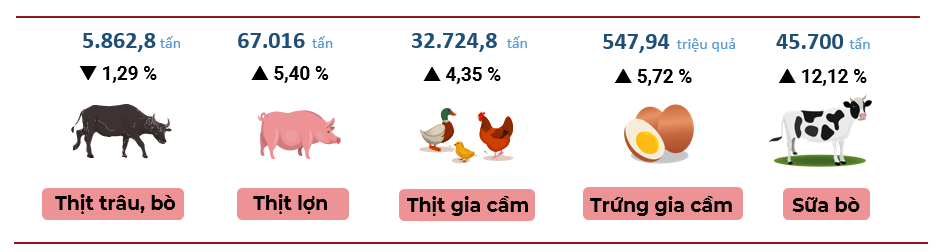 5.862,8 tấn
67.016 tấn
32.724,8 tấn
547,94 triệu quả
45.700 tấn
▼ 1,29 %
▲ 5,40 %
▲ 4,35 %
▲ 5,72 %
▲ 12,12 %
Thịt trâu, bò
Thịt lợn
Thịt gia cầm
Trứng gia cầm
Sữa bò